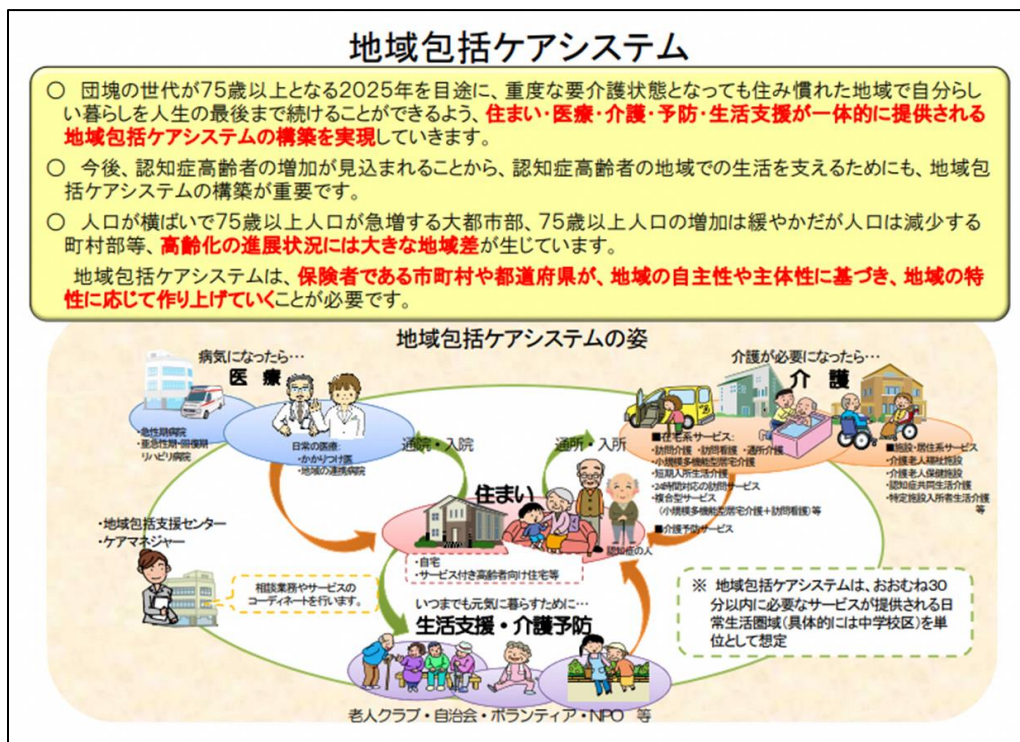 地域包括ケアシステム
○ 団塊の世代が75歳以上となる2025年を目途に、重度な要介護状態となっても住み慣れた地域で自分らし
い暮らしを人生の最後まで続けることができるよう、住まい・医療・介護・予防・生活支援が一体的に提供される
地域包括ケアシステムの構築を実現していきます。
○ 今後、認知症高齢者の増加が見込まれることから、認知症高齢者の地域での生活を支えるためにも、地域包
括ケアシステムの構築が重要です。
○ 人口が横ばいで75歳以上人口が急増する大都市部、75歳以上人口の増加は緩やかだが人口は減少する
町村部等、高齢化の進展状況には大きな地域差が生じています。
地域包括ケアシステムは、保険者である市町村や都道府県が、地域の自主性や主体性に基づき、地域の特
性に応じて作り上げていくことが必要です。
地域包括ケアシステムの姿
病気になったら…
医療
・急性期病院
・亜急性期・回復期
リハビリ病院
日常の医療:
・かかりつけ医
・地域の連携病院
通院・入院
通所・入所
介護が必要になったら…
介護
■在宅系サービス:
・訪問介護 ・訪問看護 ・通所介護
・小規模多機能型居宅介護
・短期入所生活介護
・24時間対応の訪問サービス
・複合型サービス
(小規模多機能型居宅介護+訪問看護)等
■介護予防サービス
■施設・居住系サービス
・介護老人福祉施設
・介護老人保健施設
・認知症共同生活介護
・特定施設入所者生活介護
等
住まい
認知症の人
・自宅
・サービス付き高齢者向け住宅等
・地域包括支援センター
・ケアマネジャー
相談業務やサービスの
コーディネートを行います。
いつまでも元気に暮らすために…
生活支援・介護予防
老人クラブ・自治会・ボランティア・NPO 等
※ 地域包括ケアシステムは、おおむね30
分以内に必要なサービスが提供される日
常生活圏域(具体的には中学校区)を単
位として想定